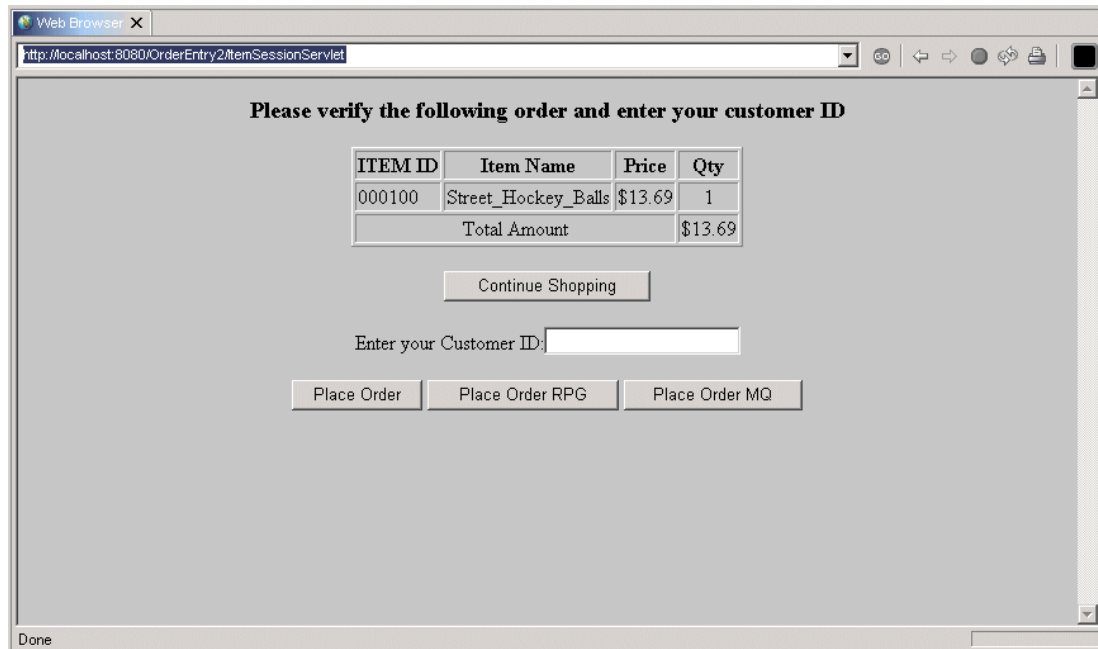 Web Browser
http://localhost:8080/OrderEntry2/ItemSessionServlet
GO
Please verify the following order and enter your customer ID
ITEM ID Item Name Price Qty
000100 Street_Hockey_Balls $13.69 1
Total Amount $13.69
Continue Shopping
Enter your Customer ID:
Place Order Place Order RPG Place Order MQ
Done